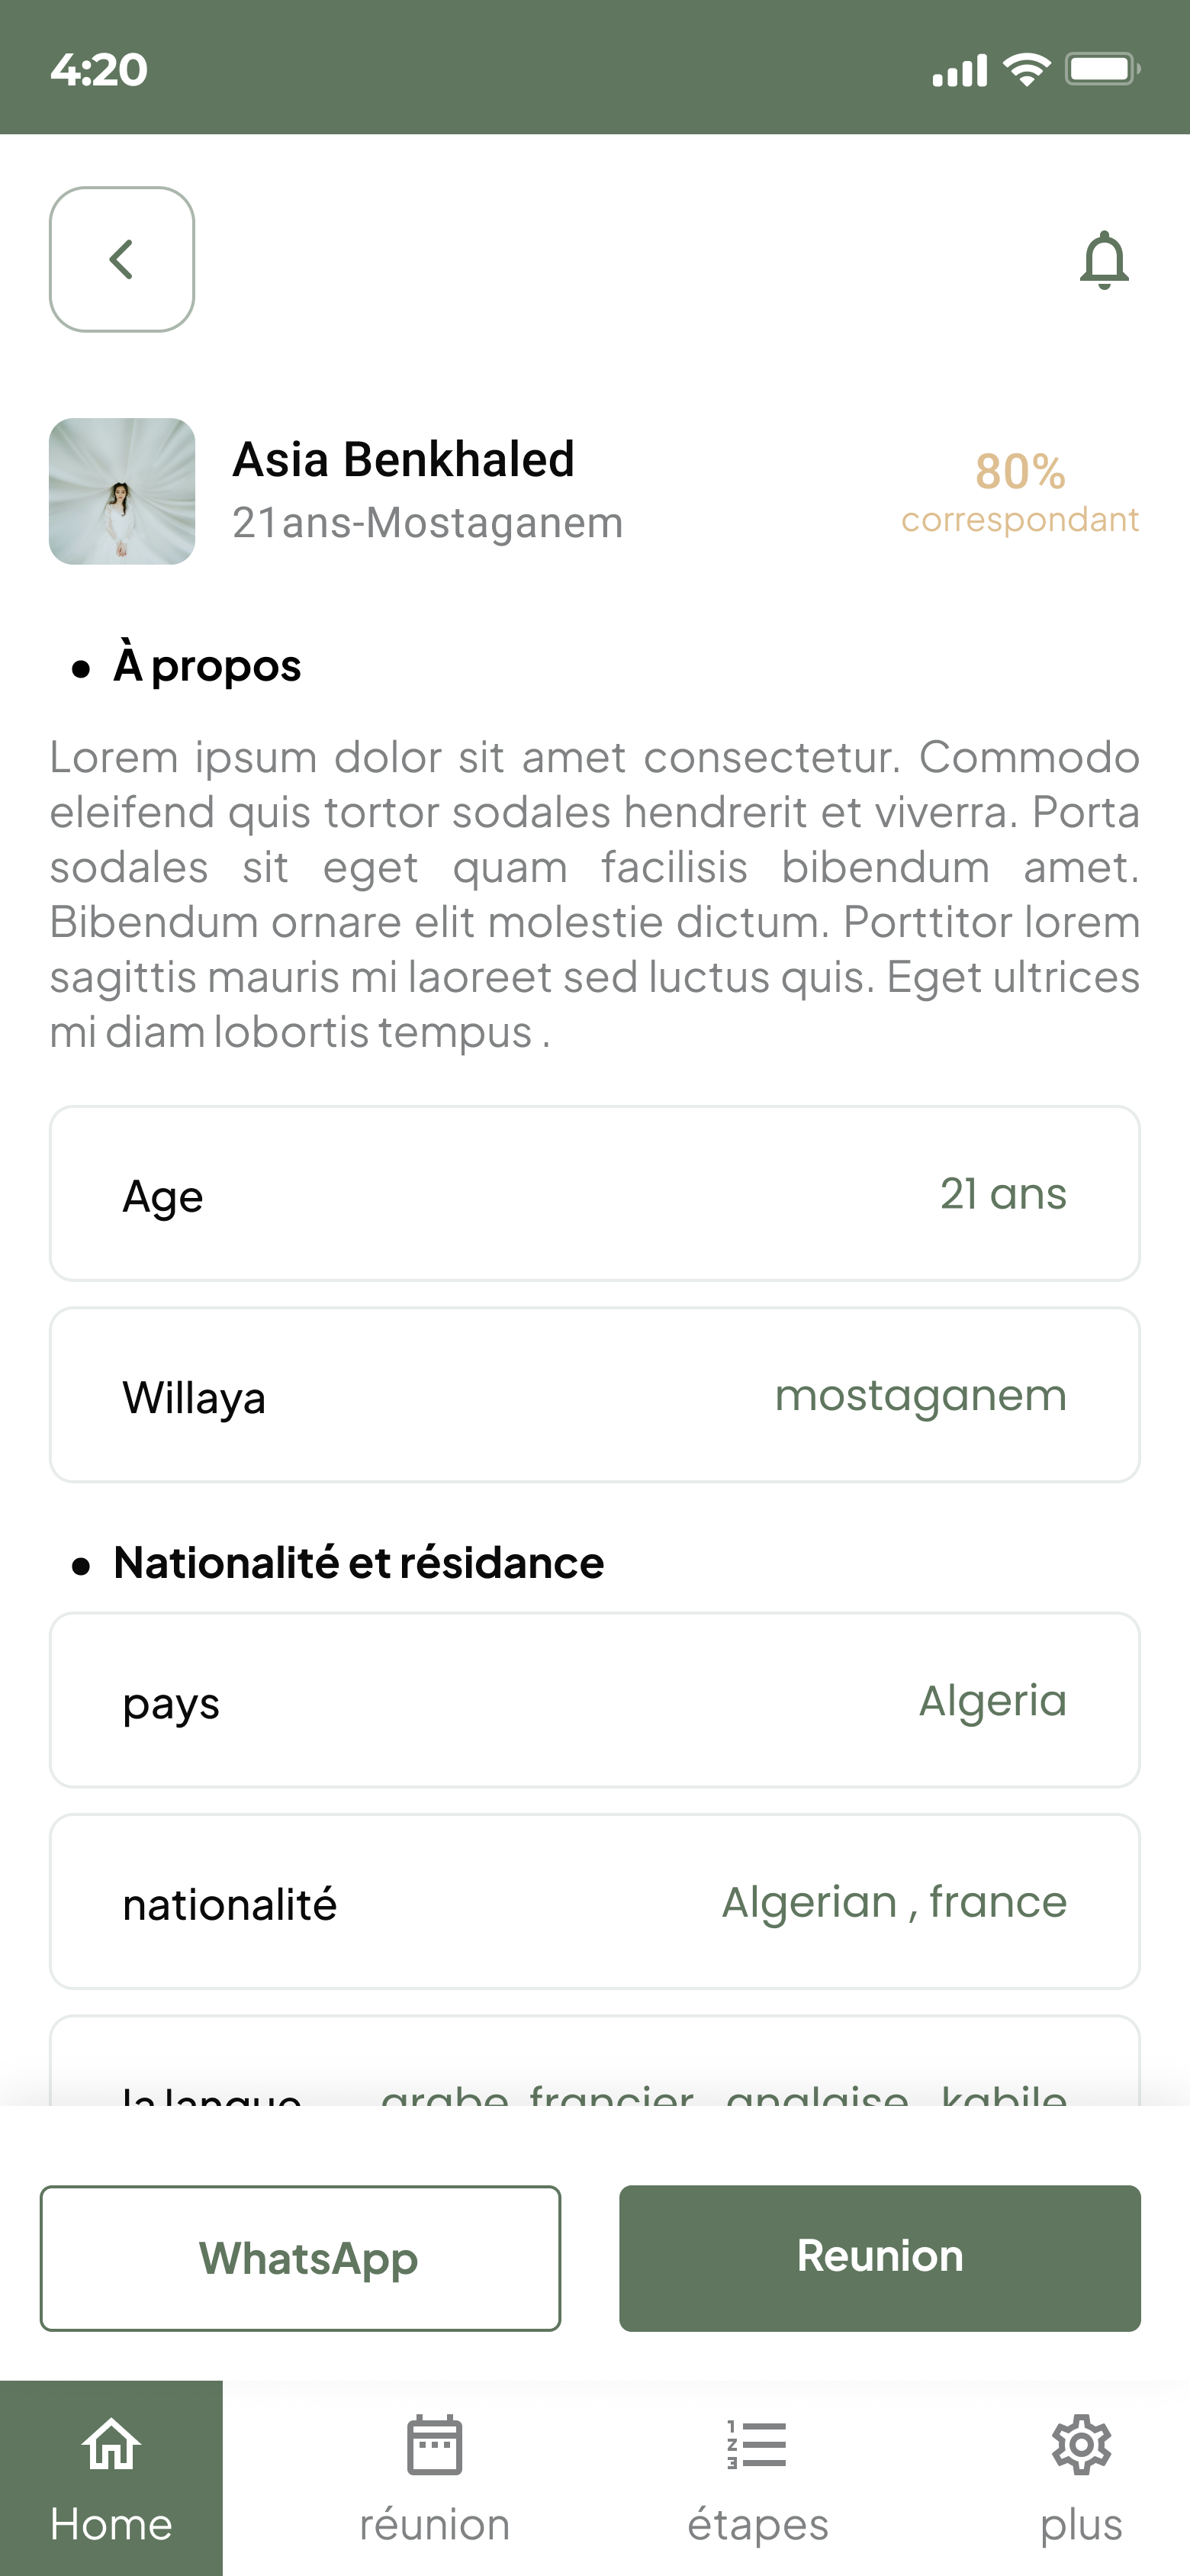 4:20
Asia Benkhaled
21ans-Mostaganem
80%
correspondant
• À propos
Lorem ipsum dolor sit amet consectetur. Commodo
eleifend quis tortor sodales hendrerit et viverra. Porta
sodales sit eget quam facilisis bibendum amet.
Bibendum ornare elit molestie dictum. Porttitor lorem
sagittis mauris mi laoreet sed luctus quis. Eget ultrices
mi diam lobortis tempus .
Age 21 ans
Willaya mostaganem
• Nationalité et résidance
pays Algeria
nationalité Algerian , france
la langue arabe francier anglaise kabile
WhatsApp Reunion
Home réunion étapes plus